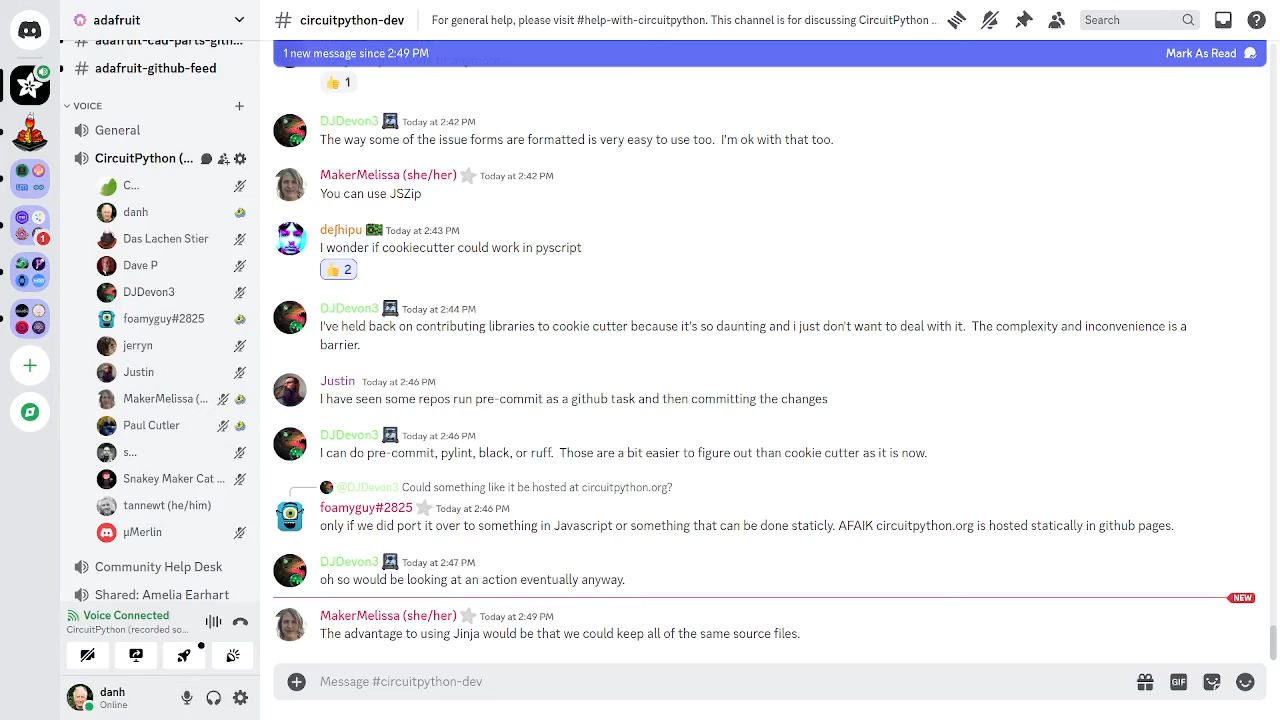 adafruit
# circuitpython-dev
For general help, please visit #help-with-circuitpython. This channel is for discussing CircuitPython ...
Search
# adafruit-cad-parts-gith...
# adafruit-github-feed
VOICE
General
CircuitPython (...
C...
danh
Das Lachen Stier
Dave P
DJDevon3
foamyguy#2825
jerryn
Justin
MakerMelissa (...
Paul Cutler
s...
Snakey Maker Cat ...
tannewt (he/him)
µMerlin
Community Help Desk
Shared: Amelia Earhart
Voice Connected
CircuitPython (recorded so...
danh
Online
1
1 new message since 2:49 PM
Mark As Read
1
DJDevon3 Today at 2:42 PM
The way some of the issue forms are formatted is very easy to use too. I'm ok with that too.
MakerMelissa (she/her) Today at 2:42 PM
You can use JSZip
deʃhipu Today at 2:43 PM
I wonder if cookiecutter could work in pyscript
2
DJDevon3 Today at 2:44 PM
I've held back on contributing libraries to cookie cutter because it's so daunting and i just don't want to deal with it. The complexity and inconvenience is a
barrier.
Justin Today at 2:46 PM
I have seen some repos run pre-commit as a github task and then committing the changes
DJDevon3 Today at 2:46 PM
I can do pre-commit, pylint, black, or ruff. Those are a bit easier to figure out than cookie cutter as it is now.
@DJDevon3 Could something like it be hosted at circuitpython.org?
foamyguy#2825 Today at 2:46 PM
only if we did port it over to something in Javascript or something that can be done staticly. AFAIK circuitpython.org is hosted statically in github pages.
DJDevon3 Today at 2:47 PM
oh so would be looking at an action eventually anyway.
NEW
MakerMelissa (she/her) Today at 2:49 PM
The advantage to using Jinja would be that we could keep all of the same source files.
Message #circuitpython-dev
GIF